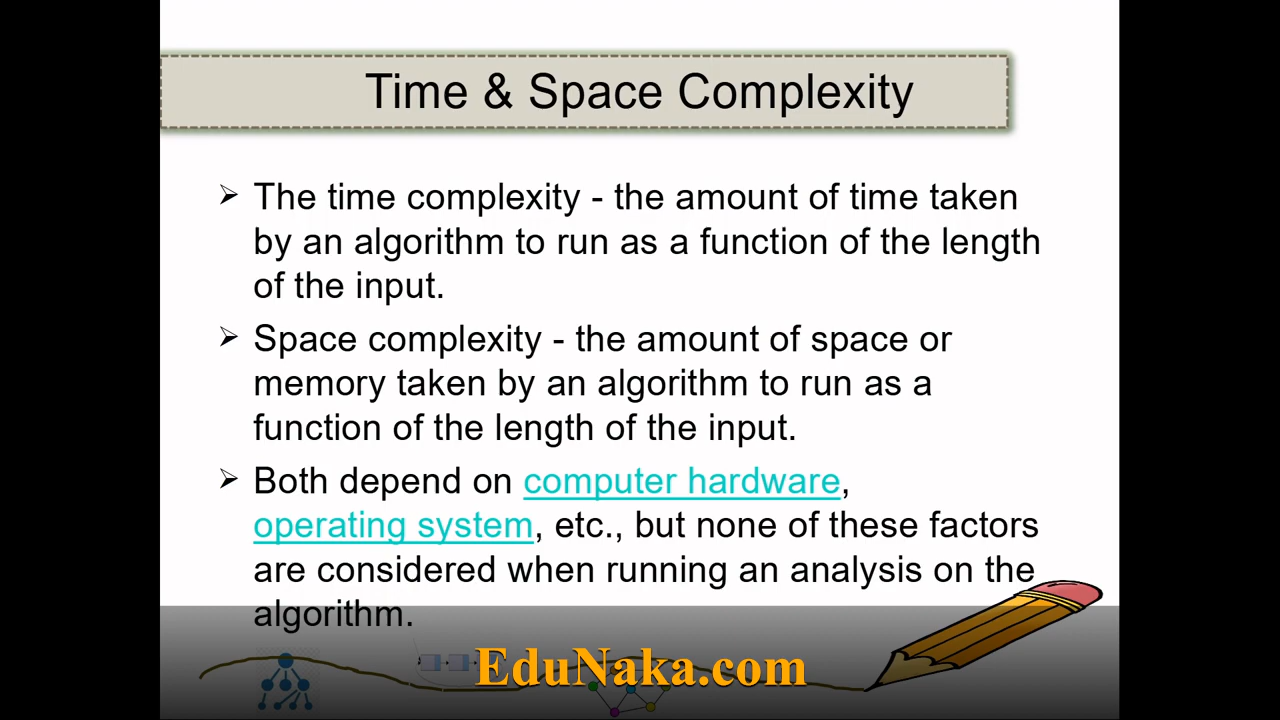 Time & Space Complexity
➢ The time complexity - the amount of time taken
by an algorithm to run as a function of the length
of the input.
➢ Space complexity - the amount of space or
memory taken by an algorithm to run as a
function of the length of the input.
➢ Both depend on computer hardware,
operating system, etc., but none of these factors
are considered when running an analysis on the
algorithm.
EduNaka.com